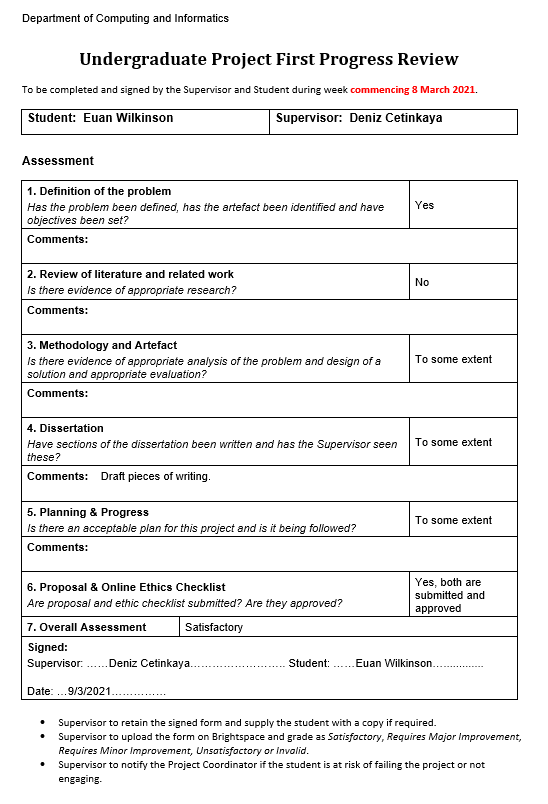 Department of Computing and Informatics
Undergraduate Project First Progress Review
To be completed and signed by the Supervisor and Student during week commencing 8 March 2021.
Student: Euan Wilkinson
Supervisor: Deniz Cetinkaya
Assessment
1. Definition of the problem
Has the problem been defined, has the artefact been identified and have
objectives been set?
Yes
Comments:
2. Review of literature and related work
Is there evidence of appropriate research?
No
Comments:
3. Methodology and Artefact
Is there evidence of appropriate analysis of the problem and design of a
solution and appropriate evaluation?
To some extent
Comments:
4. Dissertation
Have sections of the dissertation been written and has the Supervisor seen
these?
To some extent
Comments: Draft pieces of writing.
5. Planning & Progress
Is there an acceptable plan for this project and is it being followed?
To some extent
Comments:
6. Proposal & Online Ethics Checklist
Are proposal and ethic checklist submitted? Are they approved?
Yes, both are
submitted and
approved
7. Overall Assessment
Satisfactory
Signed:
Supervisor: ……Deniz Cetinkaya…………………….. Student: ……Euan Wilkinson….............
Date: …9/3/2021……………
• Supervisor to retain the signed form and supply the student with a copy if required.
• Supervisor to upload the form on Brightspace and grade as Satisfactory, Requires Major Improvement,
Requires Minor Improvement, Unsatisfactory or Invalid.
• Supervisor to notify the Project Coordinator if the student is at risk of failing the project or not
engaging.